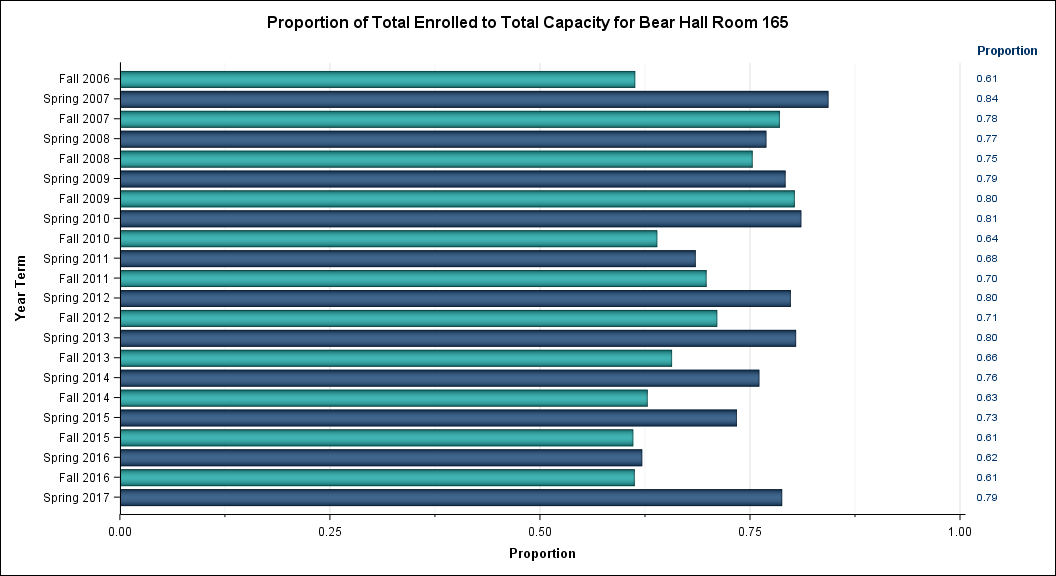 Proportion of Total Enrolled to Total Capacity for Bear Hall Room 165
Proportion
Fall 2006 0.61
Spring 2007 0.84
Fall 2007 0.78
Spring 2008 0.77
Fall 2008 0.75
Spring 2009 0.79
Fall 2009 0.80
Spring 2010 0.81
Fall 2010 0.64
Spring 2011 0.68
Fall 2011 0.70
Spring 2012 0.80
Fall 2012 0.71
Spring 2013 0.80
Fall 2013 0.66
Spring 2014 0.76
Fall 2014 0.63
Spring 2015 0.73
Fall 2015 0.61
Spring 2016 0.62
Fall 2016 0.61
Spring 2017 0.79
Year Term
0.00 0.25 0.50 0.75 1.00
Proportion